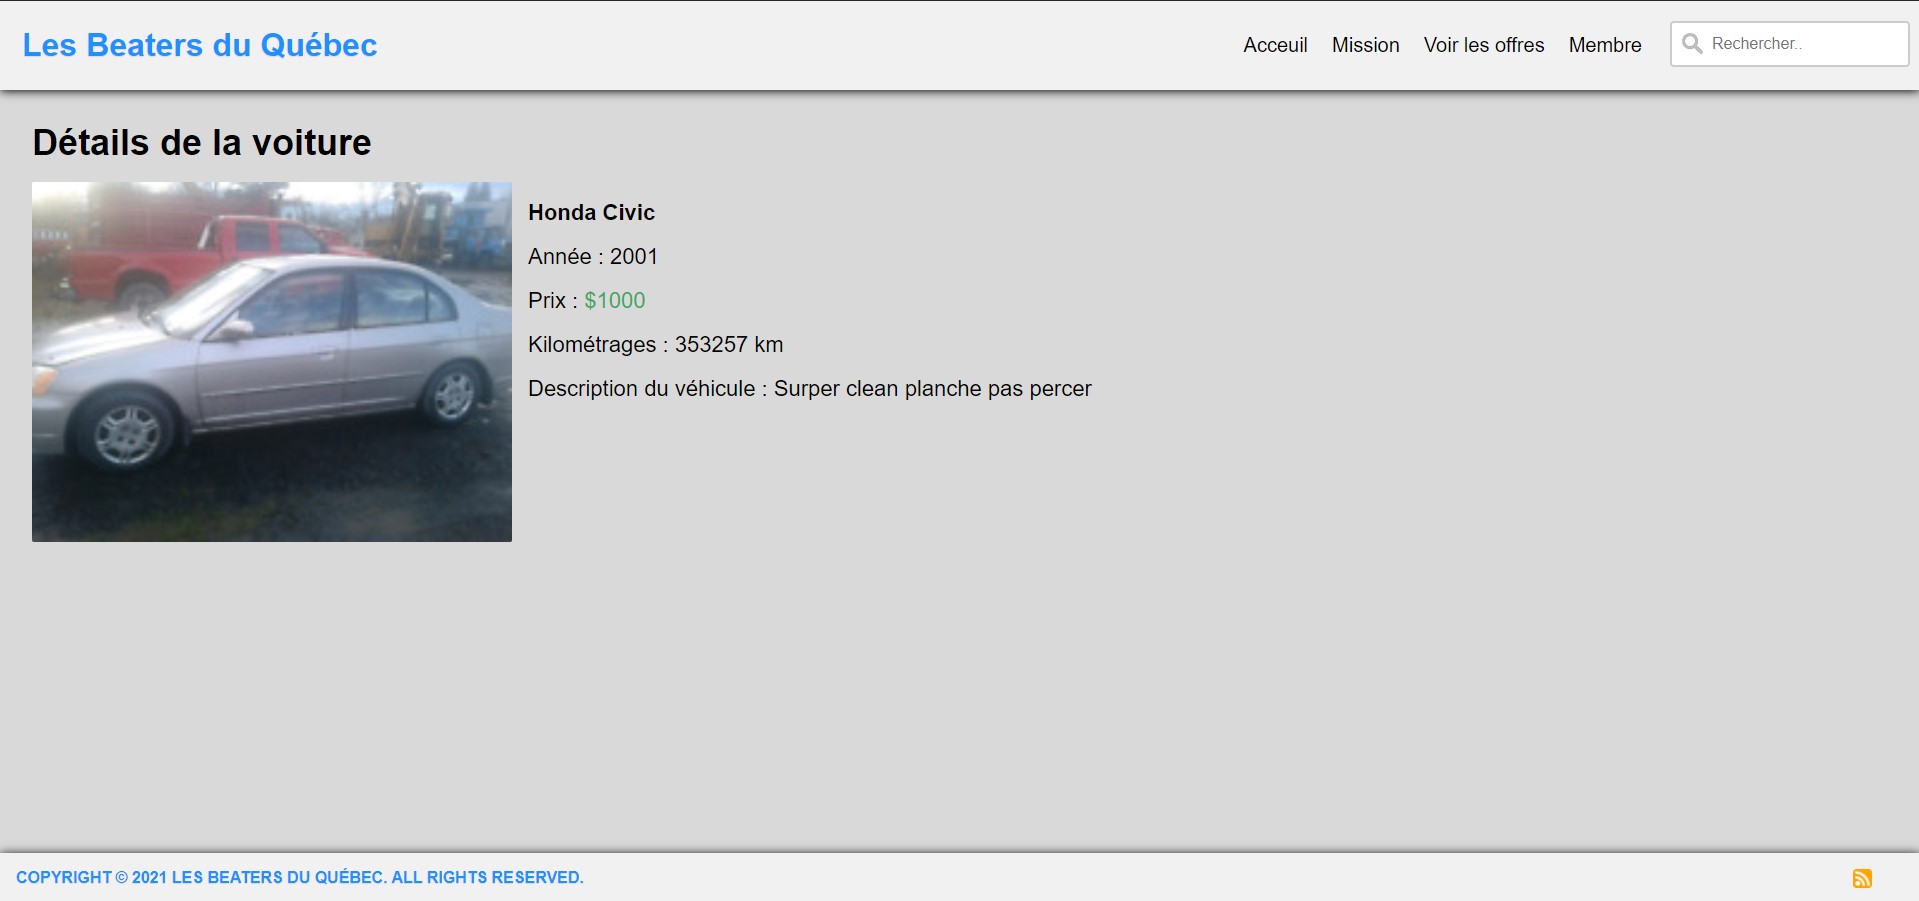 Les Beaters du Québec
Acceuil Mission Voir les offres Membre Rechercher..
Détails de la voiture
Honda Civic
Année : 2001
Prix : $1000
Kilométrages : 353257 km
Description du véhicule : Surper clean planche pas percer
COPYRIGHT © 2021 LES BEATERS DU QUÉBEC. ALL RIGHTS RESERVED.